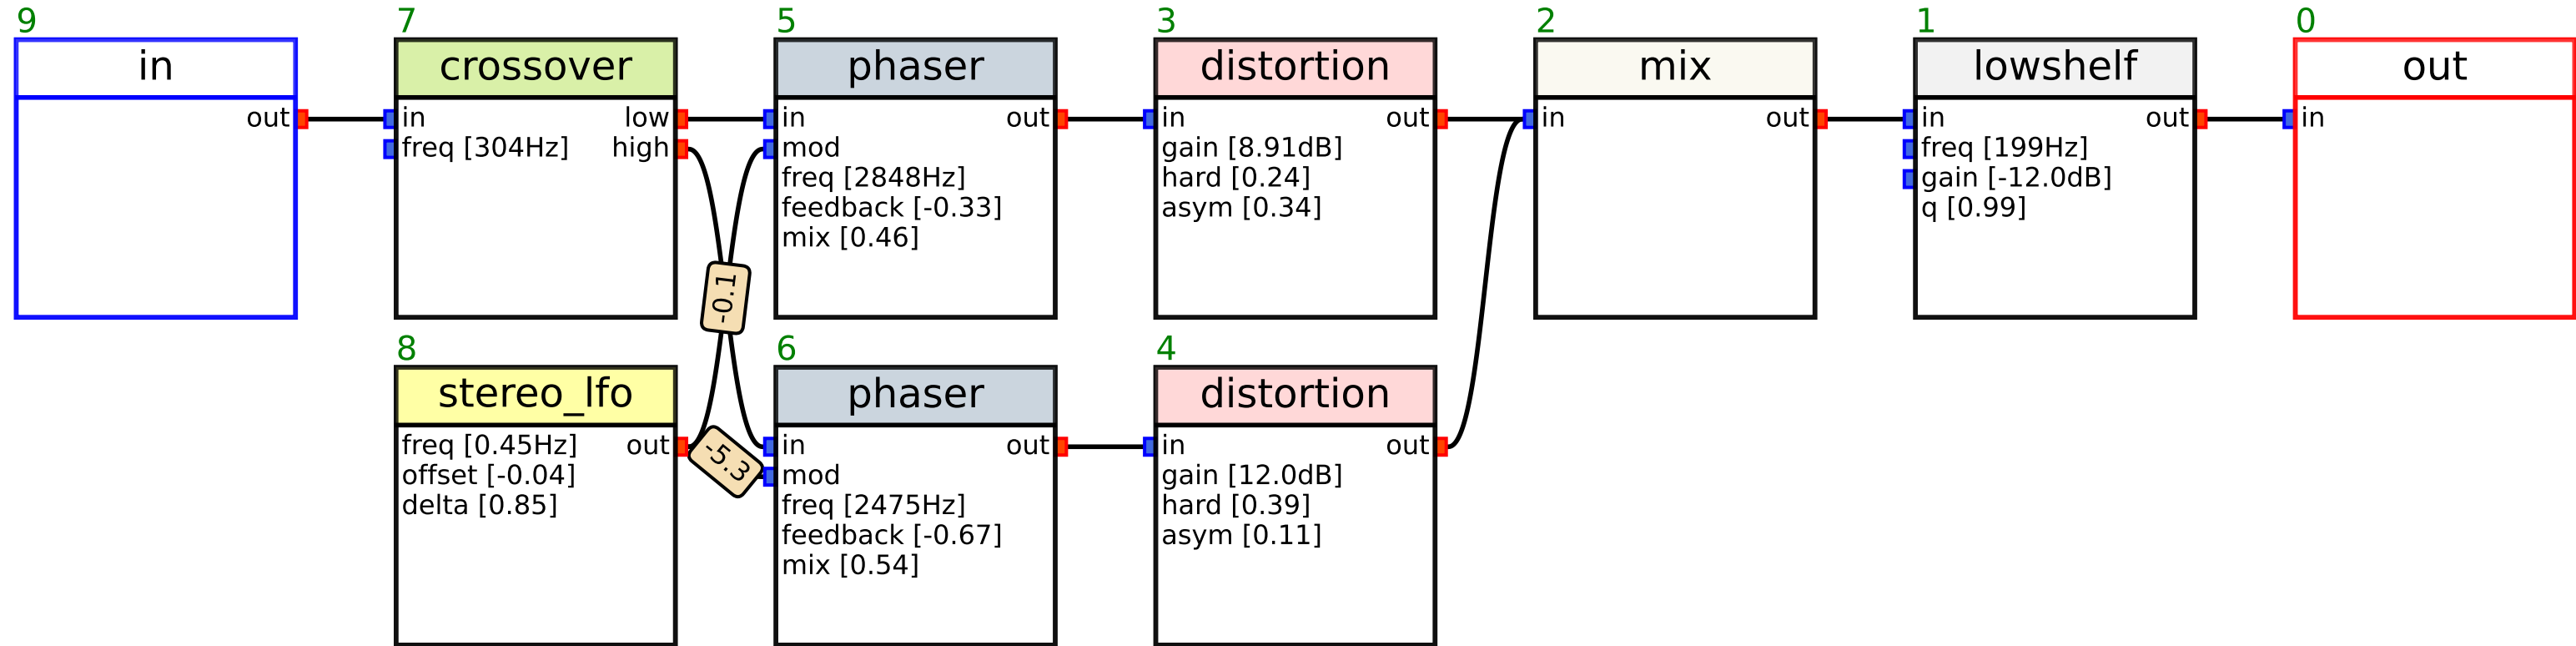 9
in
out
7
crossover
in low
freq [304Hz] high
5
phaser
in out
mod
freq [2848Hz]
feedback [-0.33]
mix [0.46]
3
distortion
in out
gain [8.91dB]
hard [0.24]
asym [0.34]
2
mix
in out
1
lowshelf
in out
freq [199Hz]
gain [-12.0dB]
q [0.99]
0
out
in
-0.1
8
stereo_lfo
freq [0.45Hz] out
offset [-0.04]
delta [0.85]
-5.3
6
phaser
in out
mod
freq [2475Hz]
feedback [-0.67]
mix [0.54]
4
distortion
in out
gain [12.0dB]
hard [0.39]
asym [0.11]